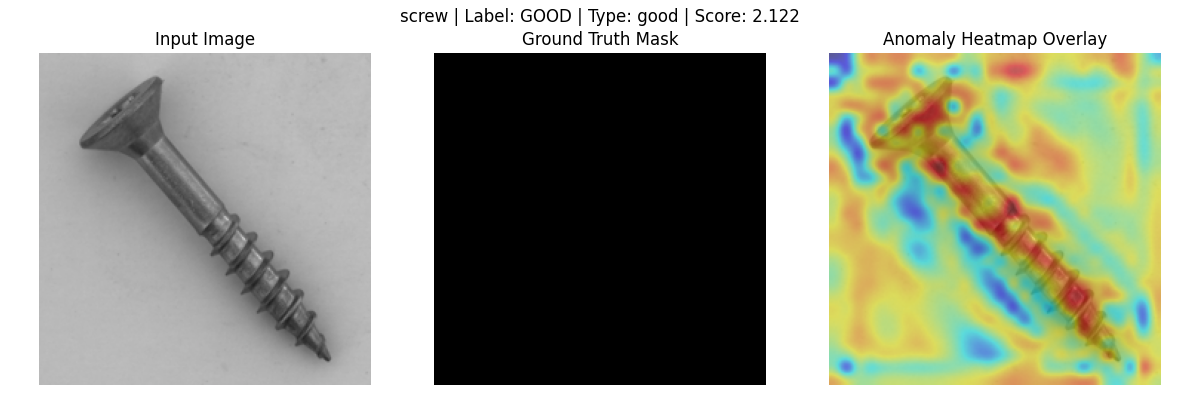 screw | Label: GOOD | Type: good | Score: 2.122
Input Image
Ground Truth Mask
Anomaly Heatmap Overlay